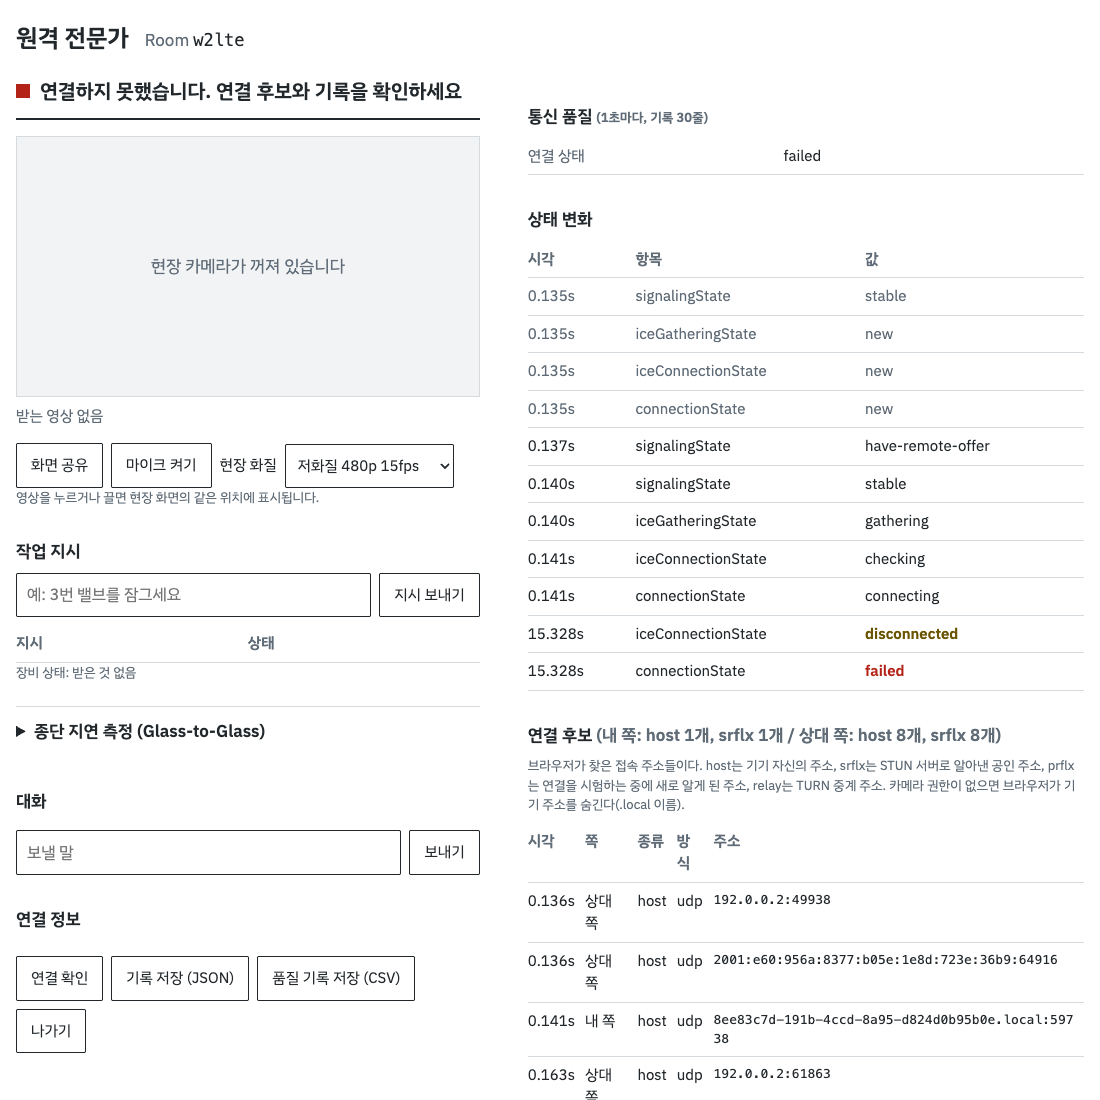 원격 전문가 Room w2lte
연결하지 못했습니다. 연결 후보와 기록을 확인하세요
현장 카메라가 꺼져 있습니다
받는 영상 없음
화면 공유 마이크 켜기 현장 화질 저화질 480p 15fps
영상을 누르거나 끌면 현장 화면의 같은 위치에 표시됩니다.
작업 지시
예: 3번 밸브를 잠그세요 지시 보내기
지시 상태
장비 상태: 받은 것 없음
종단 지연 측정 (Glass-to-Glass)
대화
보낼 말 보내기
연결 정보
연결 확인 기록 저장 (JSON) 품질 기록 저장 (CSV)
나가기
통신 품질 (1초마다, 기록 30줄)
연결 상태 failed
상태 변화
시각 항목 값
0.135s signalingState stable
0.135s iceGatheringState new
0.135s iceConnectionState new
0.135s connectionState new
0.137s signalingState have-remote-offer
0.140s signalingState stable
0.140s iceGatheringState gathering
0.141s iceConnectionState checking
0.141s connectionState connecting
15.328s iceConnectionState disconnected
15.328s connectionState failed
연결 후보 (내 쪽: host 1개, srflx 1개 / 상대 쪽: host 8개, srflx 8개)
브라우저가 찾은 접속 주소들이다. host는 기기 자신의 주소, srflx는 STUN 서버로 알아낸 공인 주소, prflx
는 연결을 시험하는 중에 새로 알게 된 주소, relay는 TURN 중계 주소. 카메라 권한이 없으면 브라우저가 기
기 주소를 숨긴다(.local 이름).
시각 쪽 종류 방 주소
식
0.136s 상대 host udp 192.0.0.2:49938
쪽
0.136s 상대 host udp 2001:e60:956a:8377:b05e:1e8d:723e:36b9:64916
쪽
0.141s 내 쪽 host udp 8ee83c7d-191b-4ccd-8a95-d824d0b95b0e.local:597
38
0.163s 상대 host udp 192.0.0.2:61863
쪽